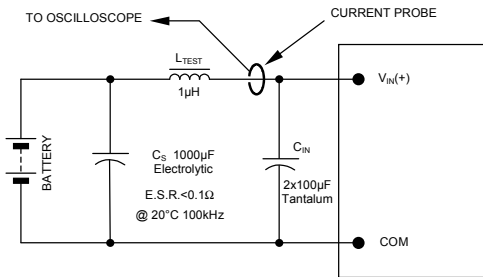 TO OSCILLOSCOPE
CURRENT PROBE
LTEST
1µH
VIN(+)
BATTERY
CS 1000µF
Electrolytic
E.S.R.<0.1Ω
@ 20°C 100kHz
CIN
2x100µF
Tantalum
COM